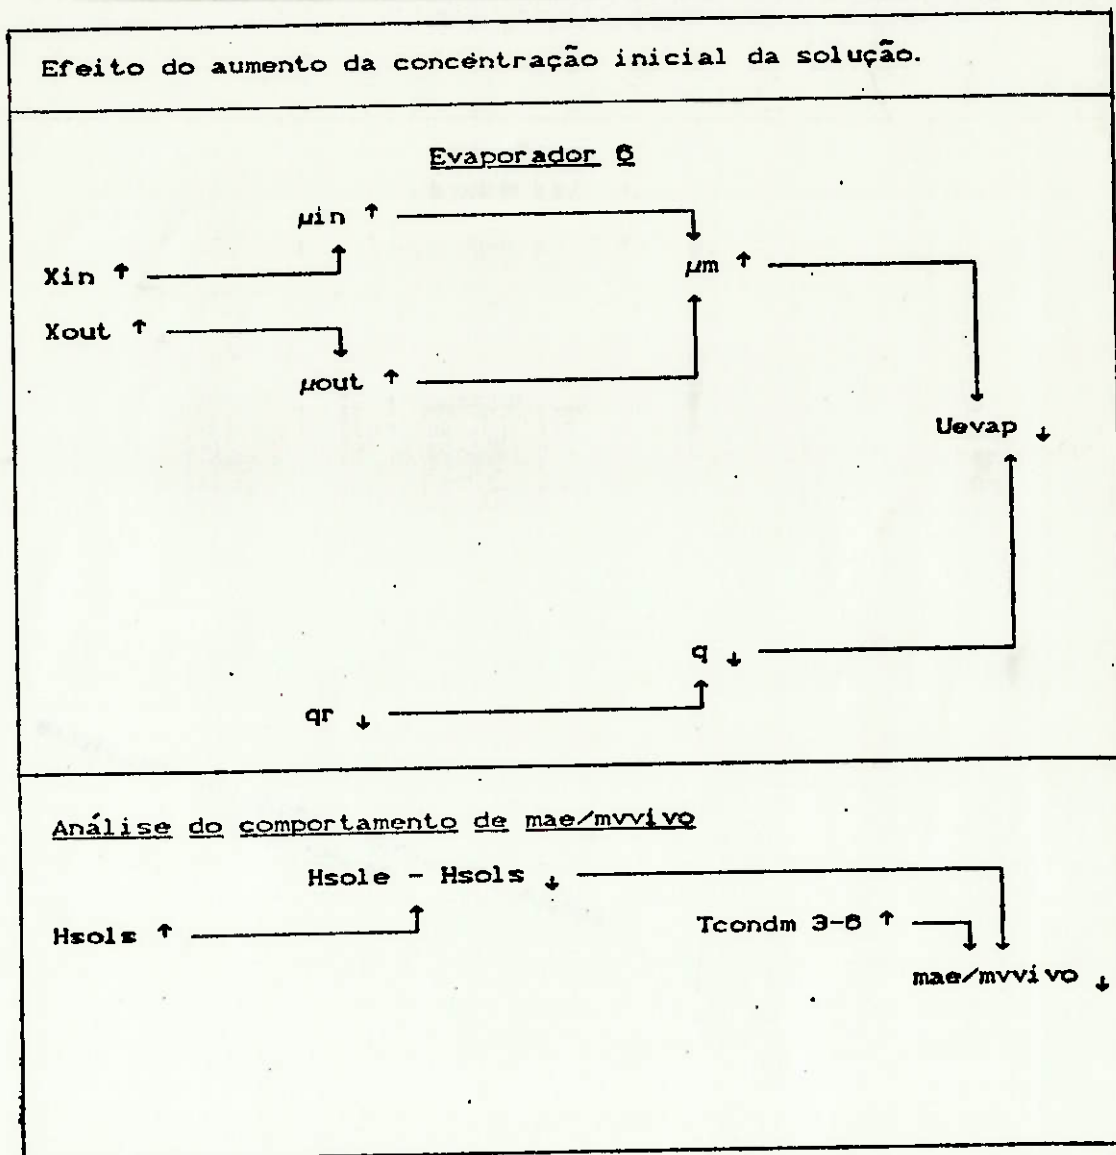 Efeito do aumento da concentração inicial da solução.
Evaporador 6
μin ↑
Xin ↑
μm ↑
Xout ↑
μout ↑
Uevap ↓
q ↓
qr ↓
Análise do comportamento de mae/mvvivo
Hsole - Hsols ↓
Hsols ↑
Tcondm 3-6 ↑
mae/mvvivo ↓